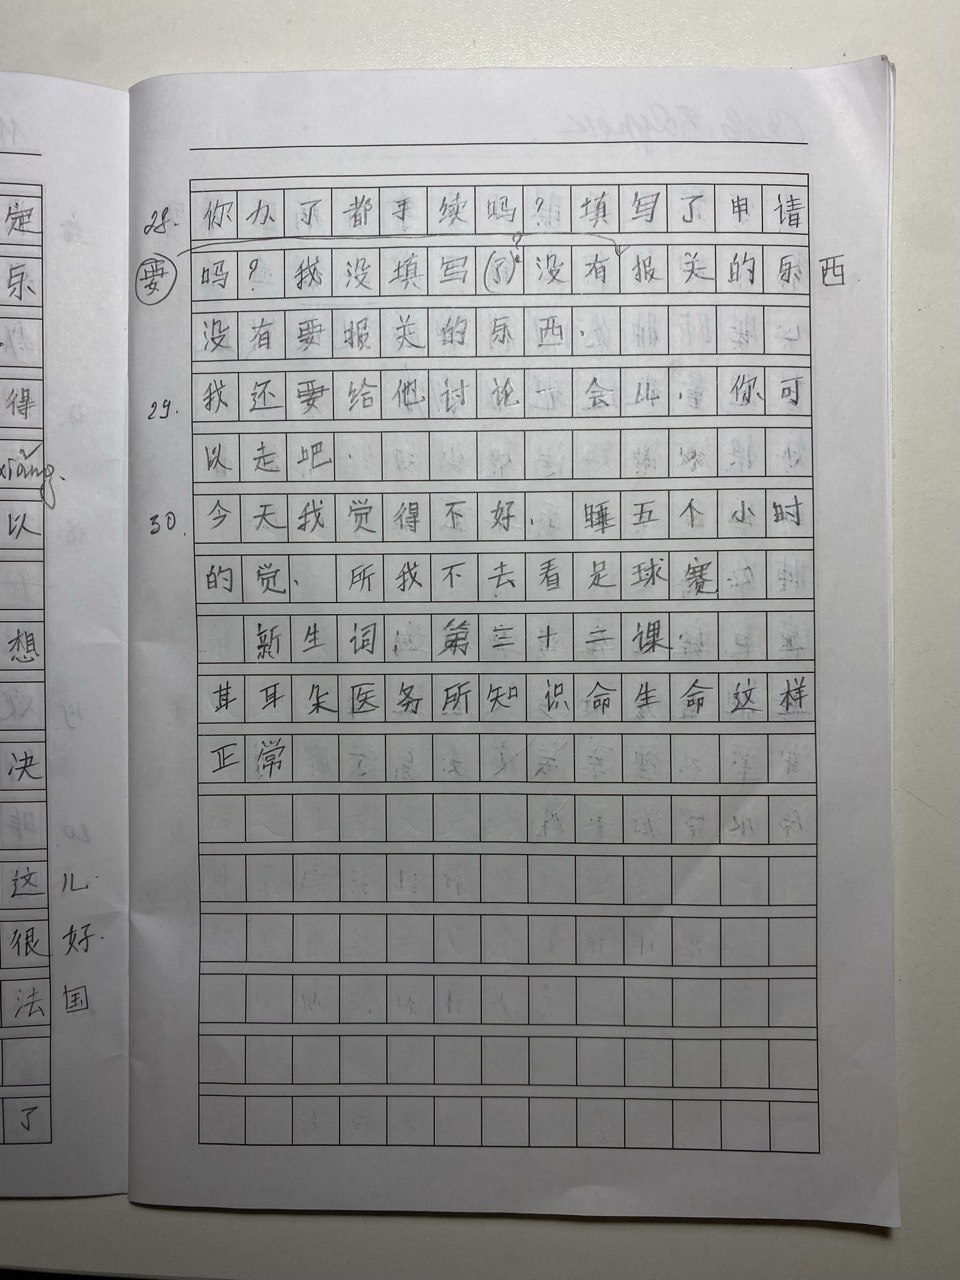 定
乐
得
xiǎng.
以
想
决
这儿.
很好.
法国
了
28. 你办了都手续吗？填写了申请
要 吗？我没填写(了)？没有报关的乐西.
没有要报关的乐西.
29. 我还要给他讨论一会儿. 你可
以走吧.
30. 今天我觉得不好. 睡五个小时
的觉. 所我不去看足球赛.
新生词. 第三十二课.
其耳朵医务所知识命生命这样
正常